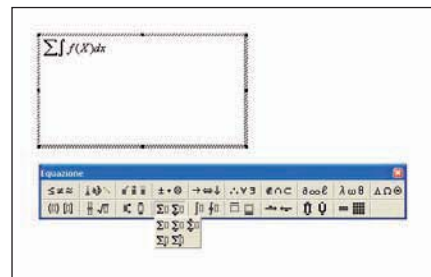 ∑∫ f(X)dx
Equazione
≤ ≠ ≈ ± • ⊗ → ⇔ ↓ ∴ ∀ ∃ ∉ ∩ ⊂ ∂ ∞ ℓ λ ω θ Δ Ω Θ